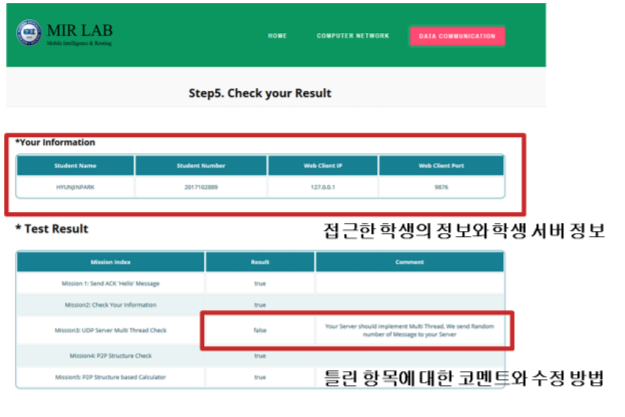 MIR LAB
Mobile Intelligence & Routing
HOME COMPUTER NETWORK DATA COMMUNICATION
Step5. Check your Result
*Your Information
Student Name Student Number Web Client IP Web Client Port
HYUNJINPARK 2017102889 127.0.0.1 9876
접근한 학생의 정보와 학생 서버 정보
* Test Result
Mission Index Result Comment
Mission 1: Send ACK 'Hello' Message true
Mission2: Check Your Information true
Mission3: UDP Server Multi Thread Check false Your Server should implement Multi Thread, We send Random
number of Message to your Server
Mission4: P2P Structure Check true
Mission5: P2P Structure based Calculator true
틀린 항목에 대한 코멘트와 수정 방법